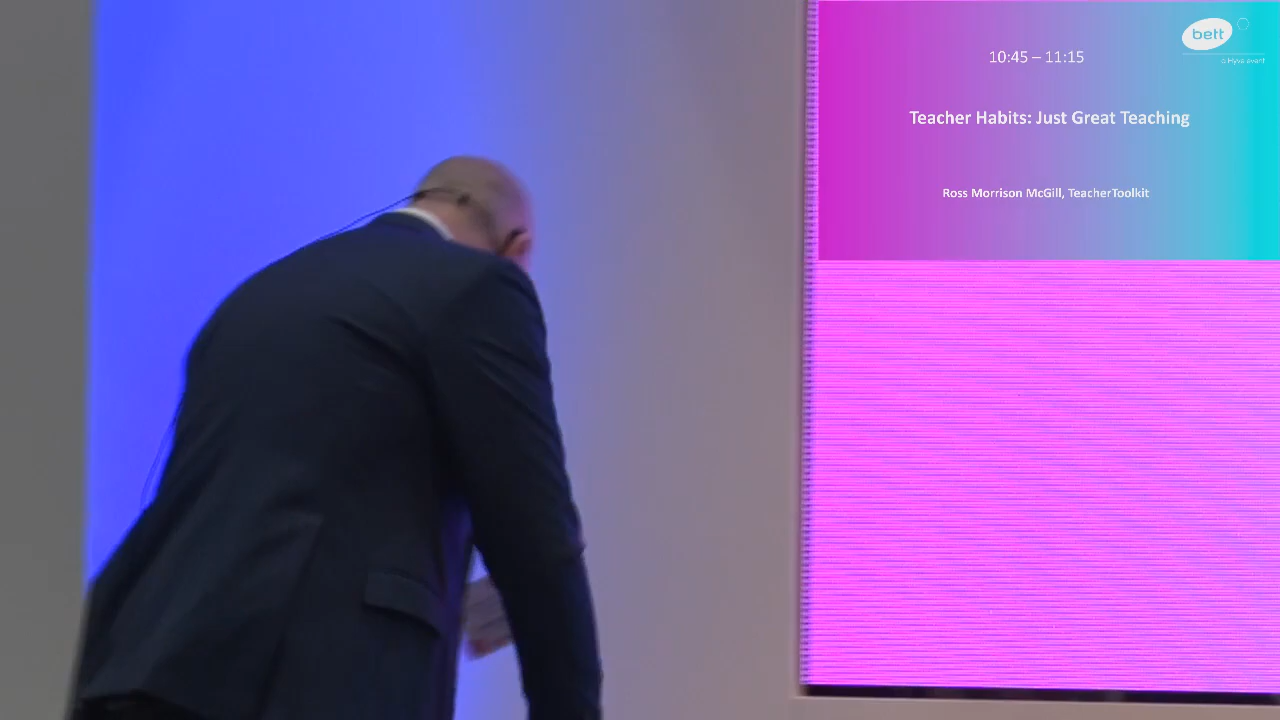 bett
a Hyve event
10:45 – 11:15
Teacher Habits: Just Great Teaching
Ross Morrison McGill, TeacherToolkit